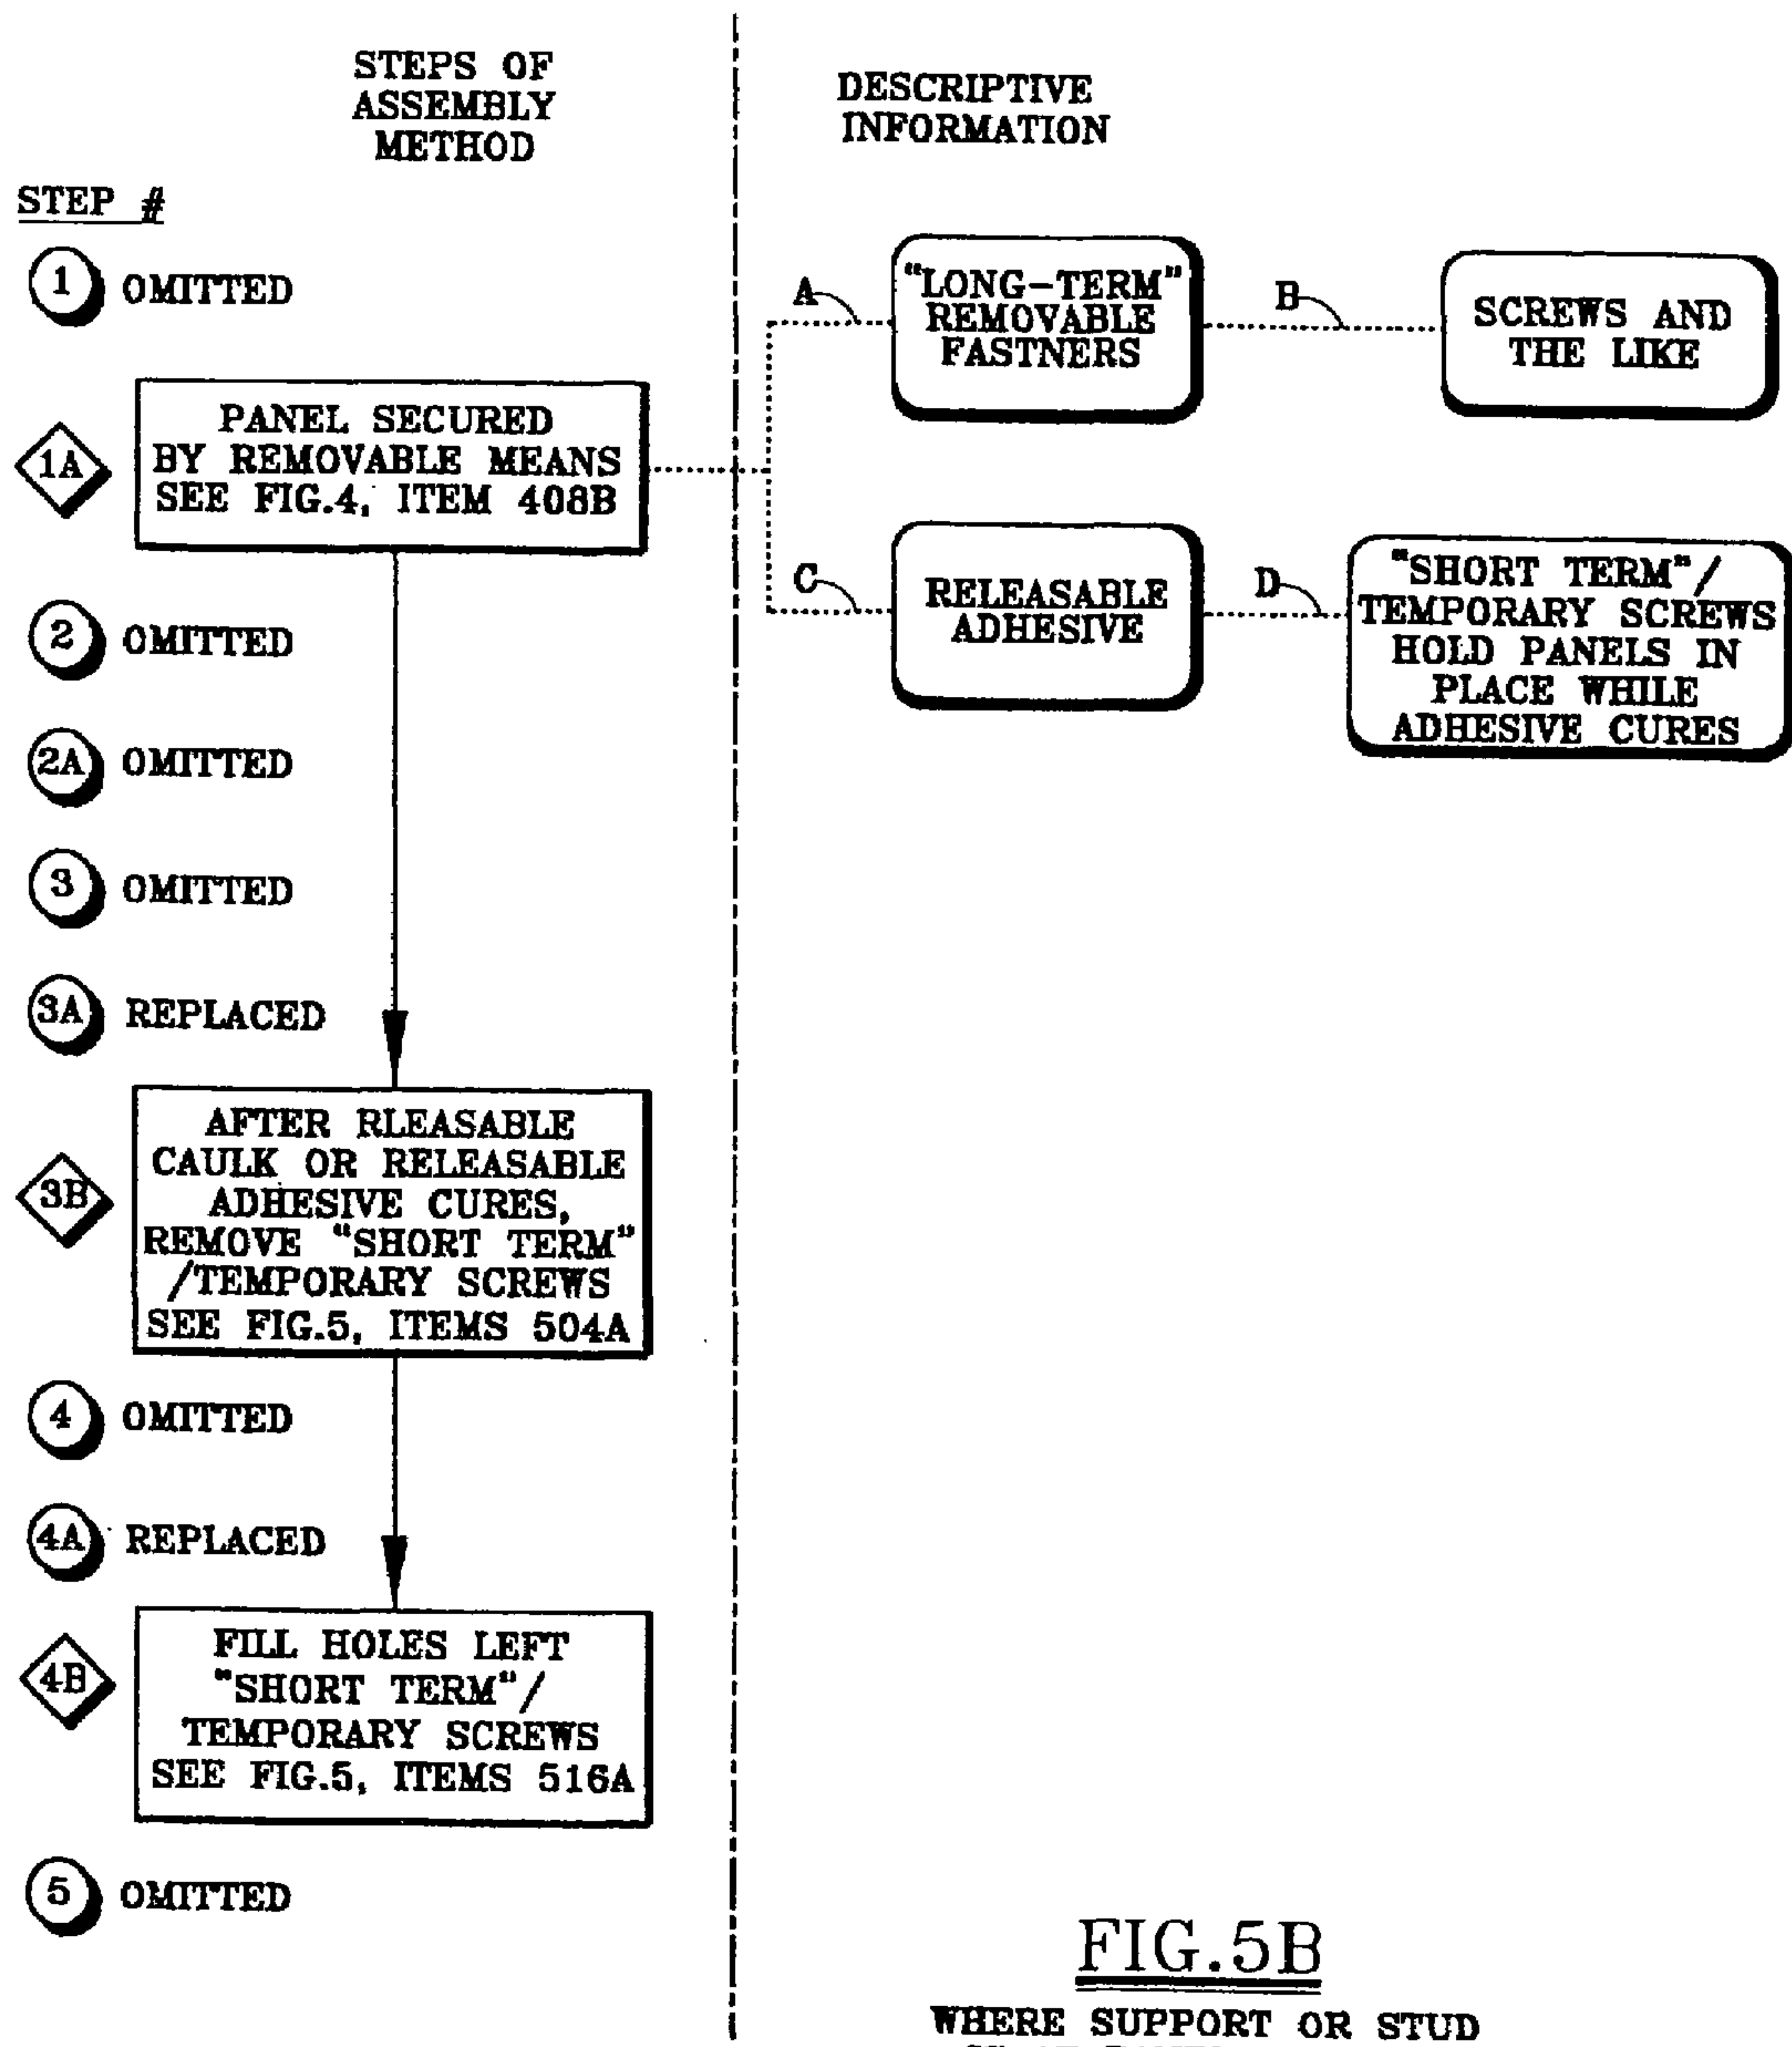 STEPS OF
ASSEMBLY
METHOD
DESCRIPTIVE
INFORMATION
STEP #
1 OMITTED
"LONG-TERM"
REMOVABLE
FASTNERS
A
B
SCREWS AND
THE LIKE
1A
PANEL SECURED
BY REMOVABLE MEANS
SEE FIG.4, ITEM 408B
C
RELEASABLE
ADHESIVE
D
"SHORT TERM"/
TEMPORARY SCREWS
HOLD PANELS IN
PLACE WHILE
ADHESIVE CURES
2 OMITTED
2A OMITTED
3 OMITTED
3A REPLACED
3B
AFTER RLEASABLE
CAULK OR RELEASABLE
ADHESIVE CURES,
REMOVE "SHORT TERM"
/TEMPORARY SCREWS
SEE FIG.5, ITEMS 504A
4 OMITTED
4A REPLACED
4B
FILL HOLES LEFT
"SHORT TERM"/
TEMPORARY SCREWS
SEE FIG.5, ITEMS 516A
5 OMITTED
FIG.5B
WHERE SUPPORT OR STUD